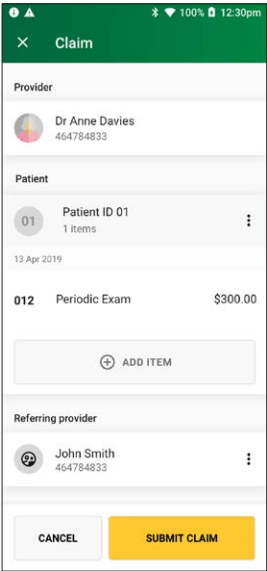 100% 12:30pm
Claim
Provider
Dr Anne Davies
464784833
Patient
01
Patient ID 01
1 items
13 Apr 2019
012 Periodic Exam $300.00
ADD ITEM
Referring provider
John Smith
464784833
CANCEL SUBMIT CLAIM